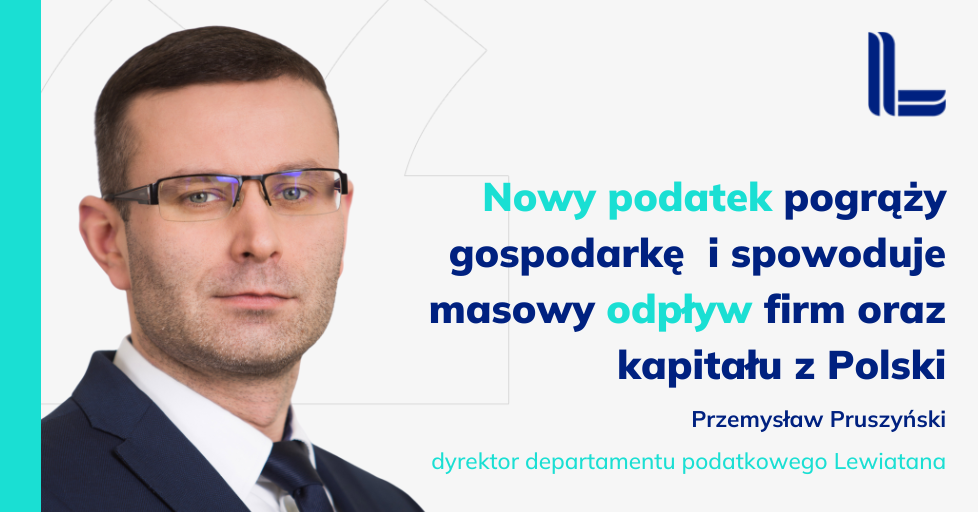 Nowy podatek pogrąży
gospodarkę i spowoduje
masowy odpływ firm oraz
kapitału z Polski
Przemysław Pruszyński
dyrektor departamentu podatkowego Lewiatana